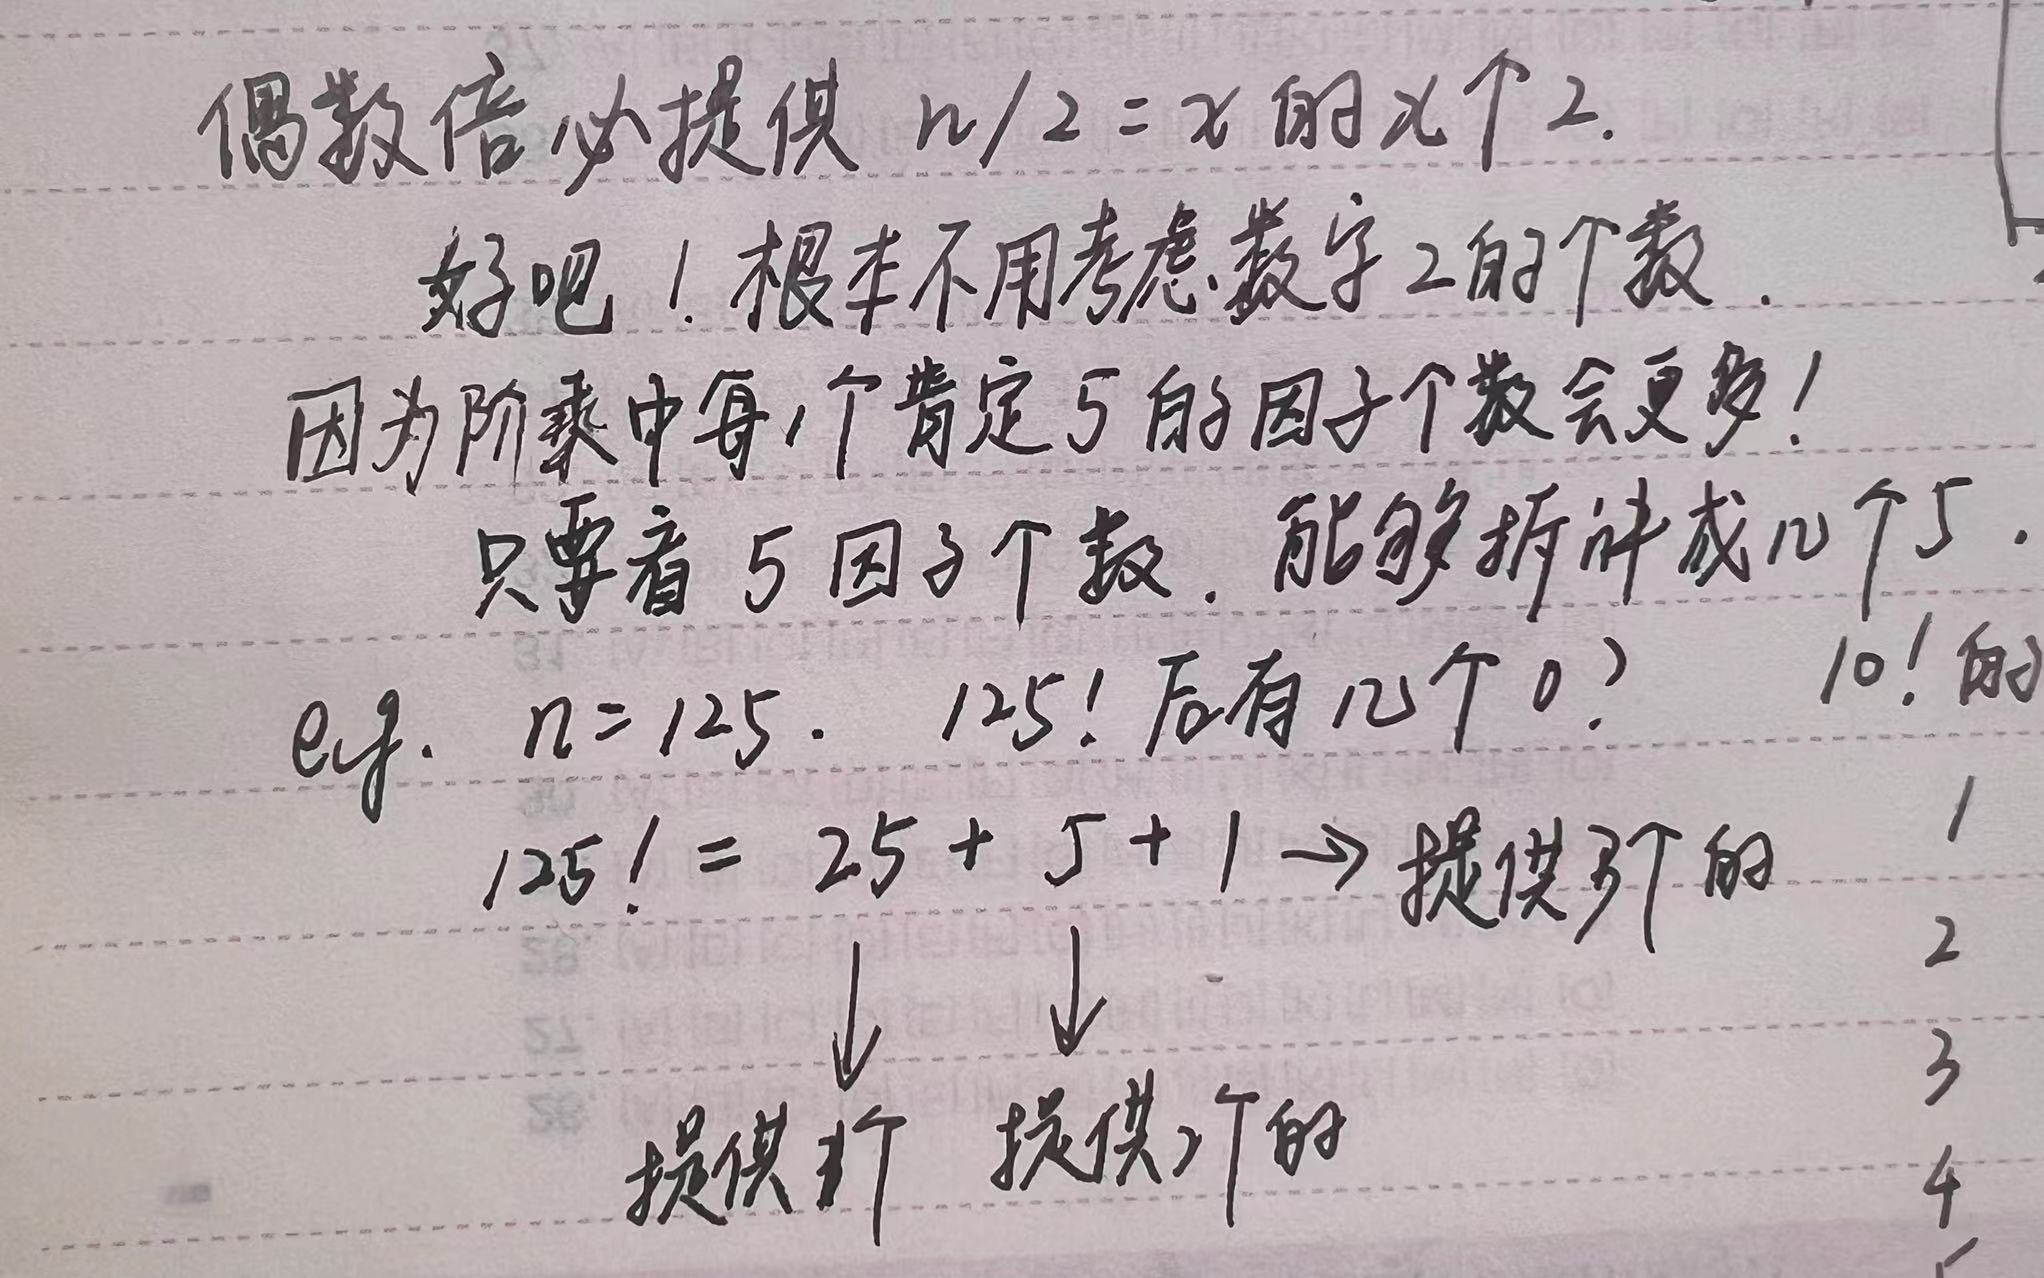 偶数倍必提供 n/2=x 的 x个2.
好吧！根本不用考虑数字2的个数.
因为阶乘中每1个肯定5的因子个数会更多！
只要看5因子个数. 能够拆成几个5.
e.g. n=125. 125!后有几个0？
10!的
125! = 25 + 5 + 1 → 提供3个的
提供1个 提供2个的
1
2
3
4